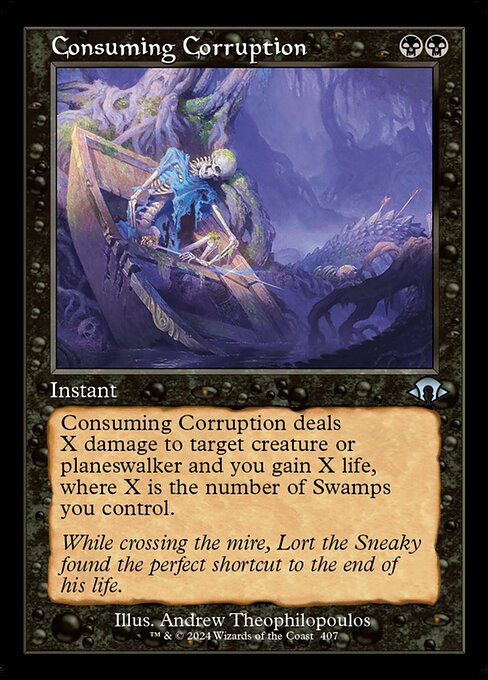 Consuming Corruption
Instant
Consuming Corruption deals
X damage to target creature or
planeswalker and you gain X life,
where X is the number of Swamps
you control.
While crossing the mire, Lort the Sneaky
found the perfect shortcut to the end of
his life.
Illus. Andrew Theophilopoulos
™ & © 2024 Wizards of the Coast 407